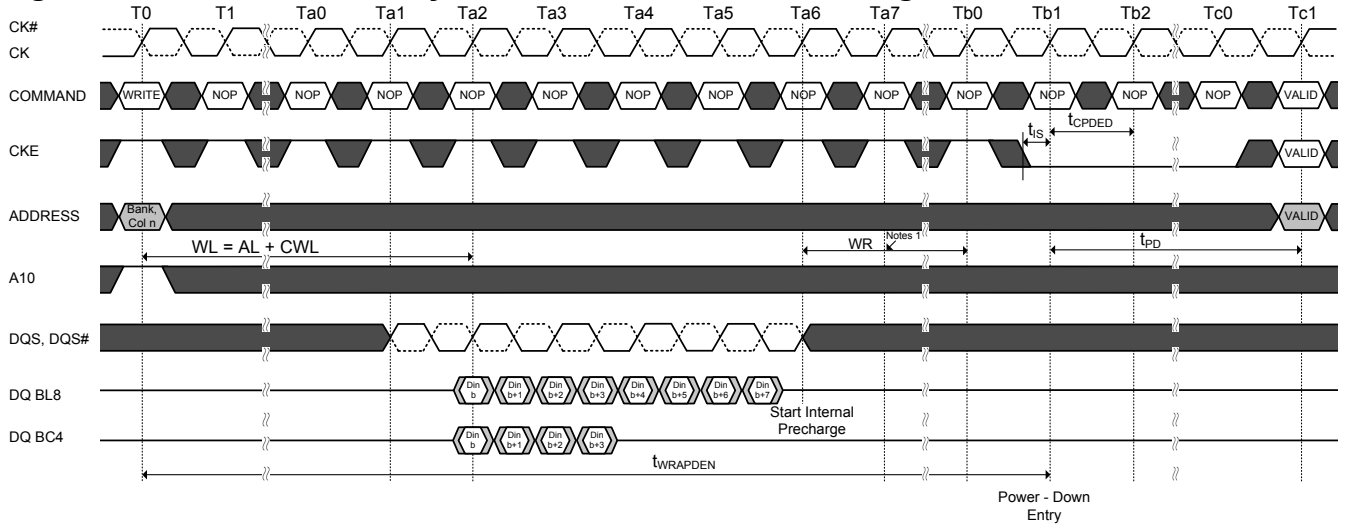 T0 T1 Ta0 Ta1 Ta2 Ta3 Ta4 Ta5 Ta6 Ta7 Tb0 Tb1 Tb2 Tc0 Tc1
CK#
CK
COMMAND WRITE NOP NOP NOP NOP NOP NOP NOP NOP NOP NOP NOP NOP NOP VALID
tIS tCPDED
CKE VALID
ADDRESS Bank, Col n VALID
WL = AL + CWL WR Notes 1 tPD
A10
DQS, DQS#
DQ BL8 Din b Din b+1 Din b+2 Din b+3 Din b+4 Din b+5 Din b+6 Din b+7
Start Internal
Precharge
DQ BC4 Din b Din b+1 Din b+2 Din b+3
tWRAPDEN
Power - Down
Entry